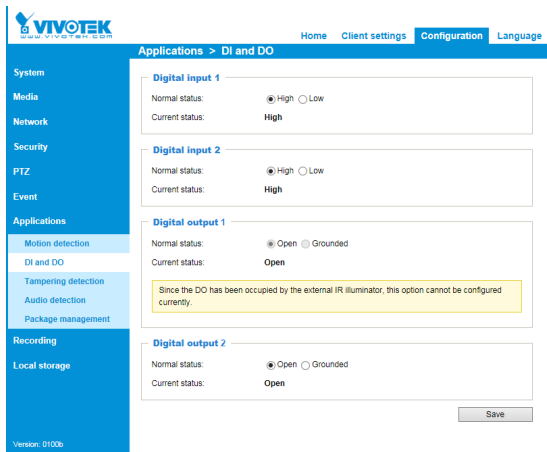 VIVOTEK
www.vivotek.com
Home Client settings Configuration Language
Applications > DI and DO
System
Media
Network
Security
PTZ
Event
Applications
Motion detection
DI and DO
Tampering detection
Audio detection
Package management
Recording
Local storage
Version: 0100b
Digital input 1
Normal status: High Low
Current status: High
Digital input 2
Normal status: High Low
Current status: High
Digital output 1
Normal status: Open Grounded
Current status: Open
Since the DO has been occupied by the external IR illuminator, this option cannot be configured
currently.
Digital output 2
Normal status: Open Grounded
Current status: Open
Save